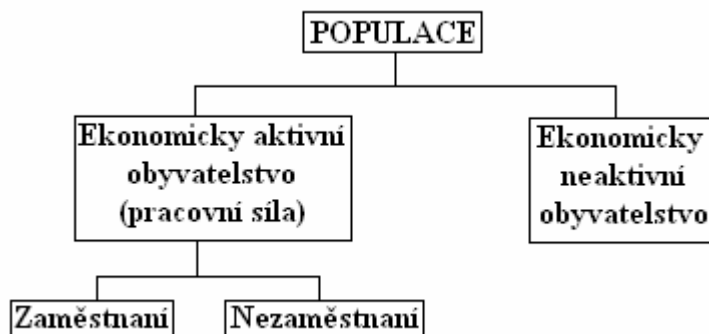 POPULACE
Ekonomicky aktivní
obyvatelstvo
(pracovní síla)
Ekonomicky
neaktivní
obyvatelstvo
Zaměstnaní
Nezaměstnaní